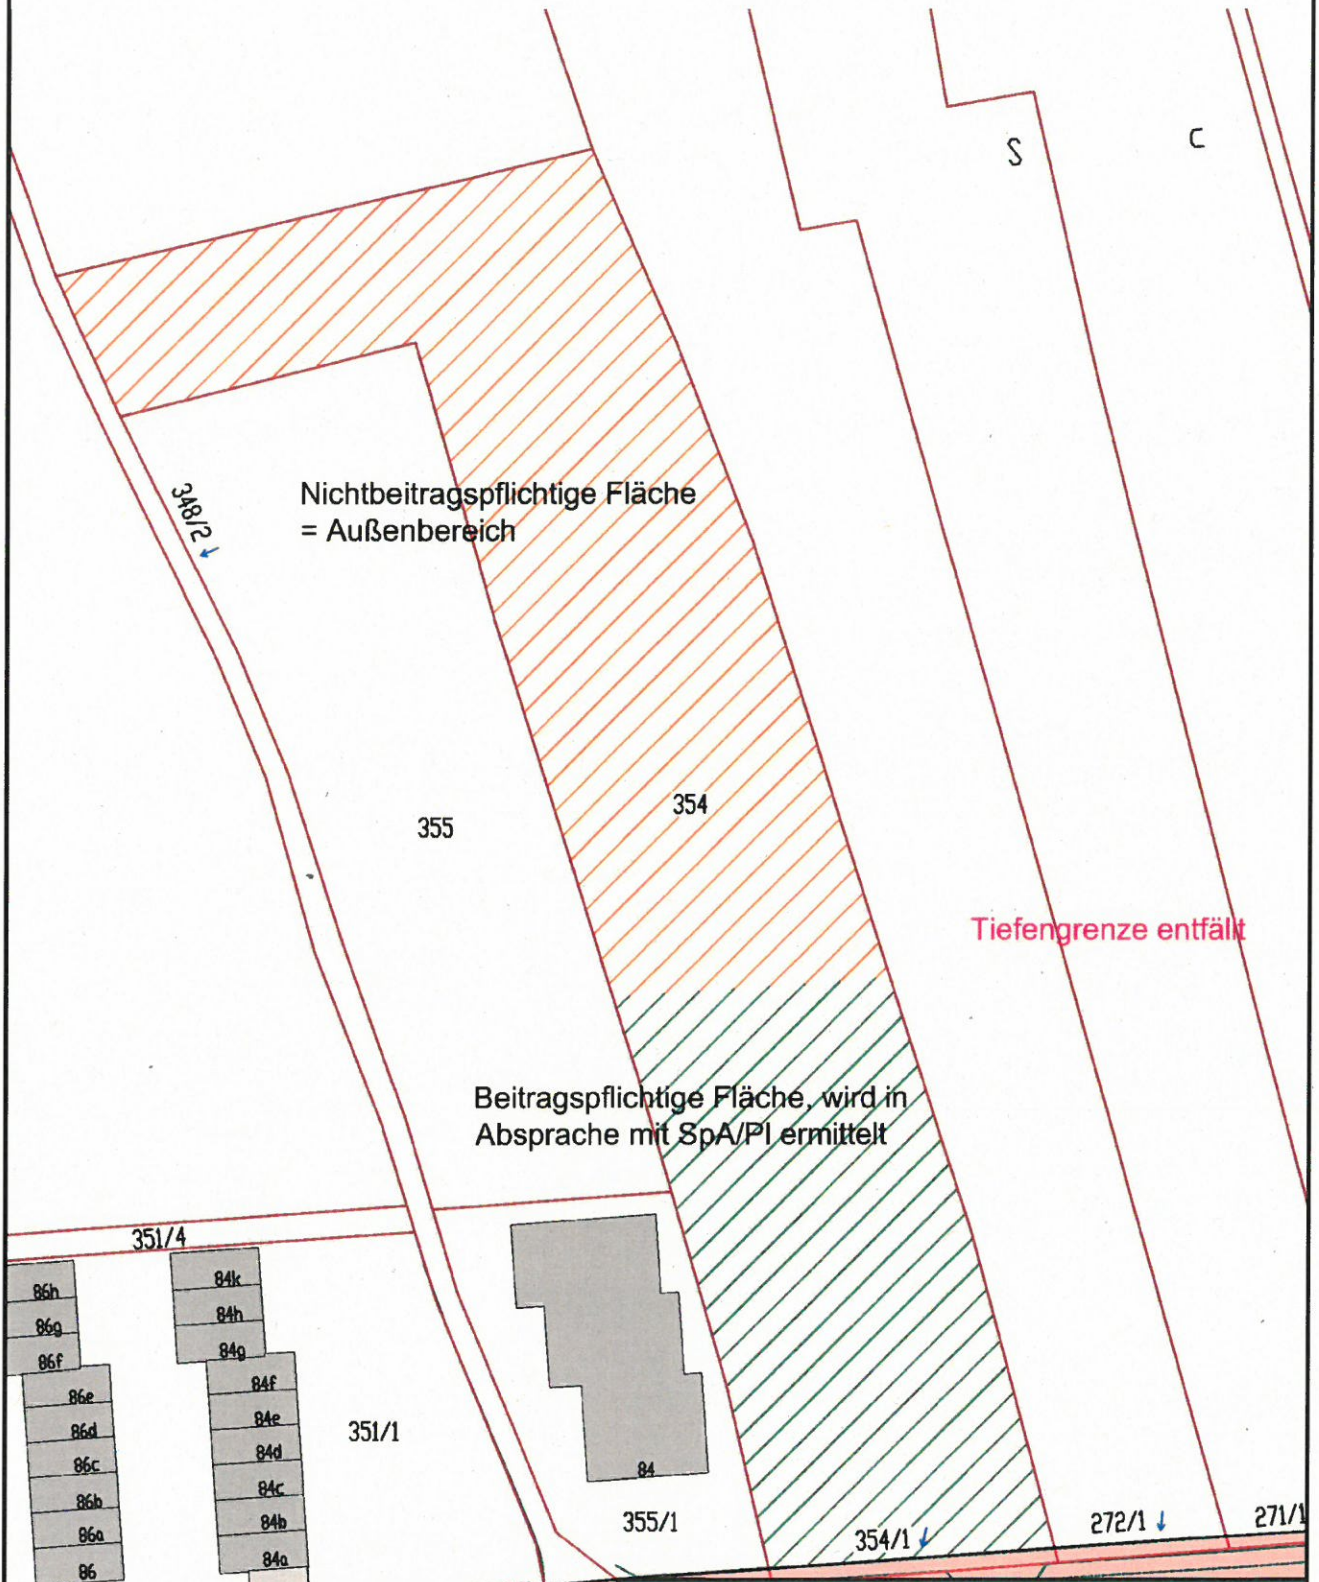 S
C
348/2
Nichtbeitragspflichtige Fläche
= Außenbereich
354
355
Tiefengrenze entfällt
Beitragspflichtige Fläche, wird in
Absprache mit SpA/Pl ermittelt
351/4
86h
86g
86f
86e
86d
86c
86b
86a
86
84k
84h
84g
84f
84e
84d
84c
84b
84a
351/1
84
355/1
354/1
272/1
271/1